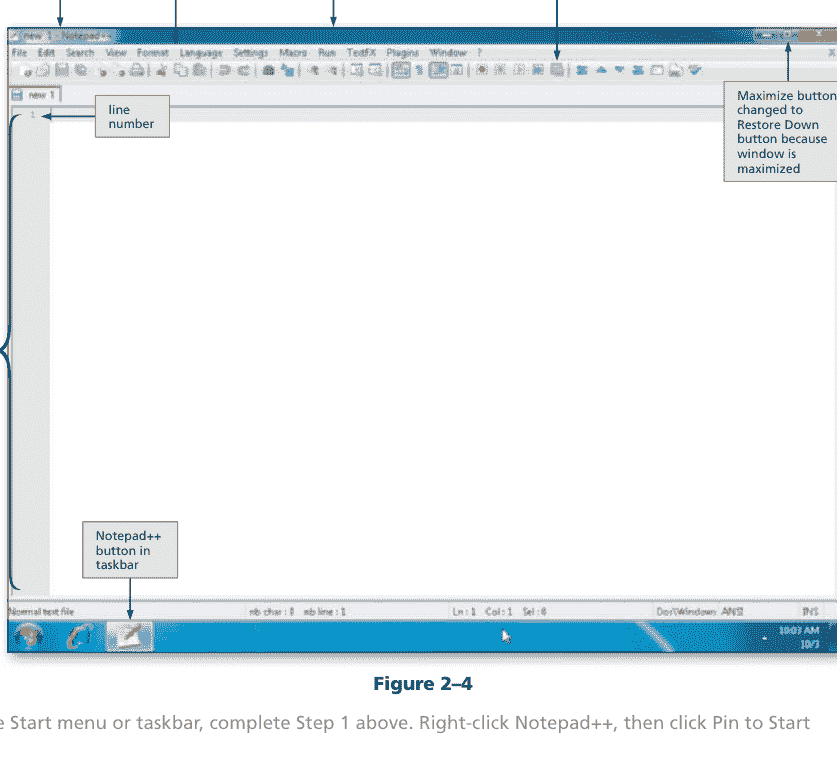 new 1 - Notepad++
File Edit Search View Format Language Settings Macro Run TextFX Plugins Window ? X
new 1
1
line
number
Maximize button
changed to
Restore Down
button because
window is
maximized
Notepad++
button in
taskbar
Normal text file nb char : 0 nb line : 1 Ln : 1 Col : 1 Sel : 0 Dos\Windows ANSI INS
10:03 AM
10/3
Figure 2–4
e Start menu or taskbar, complete Step 1 above. Right-click Notepad++, then click Pin to Start